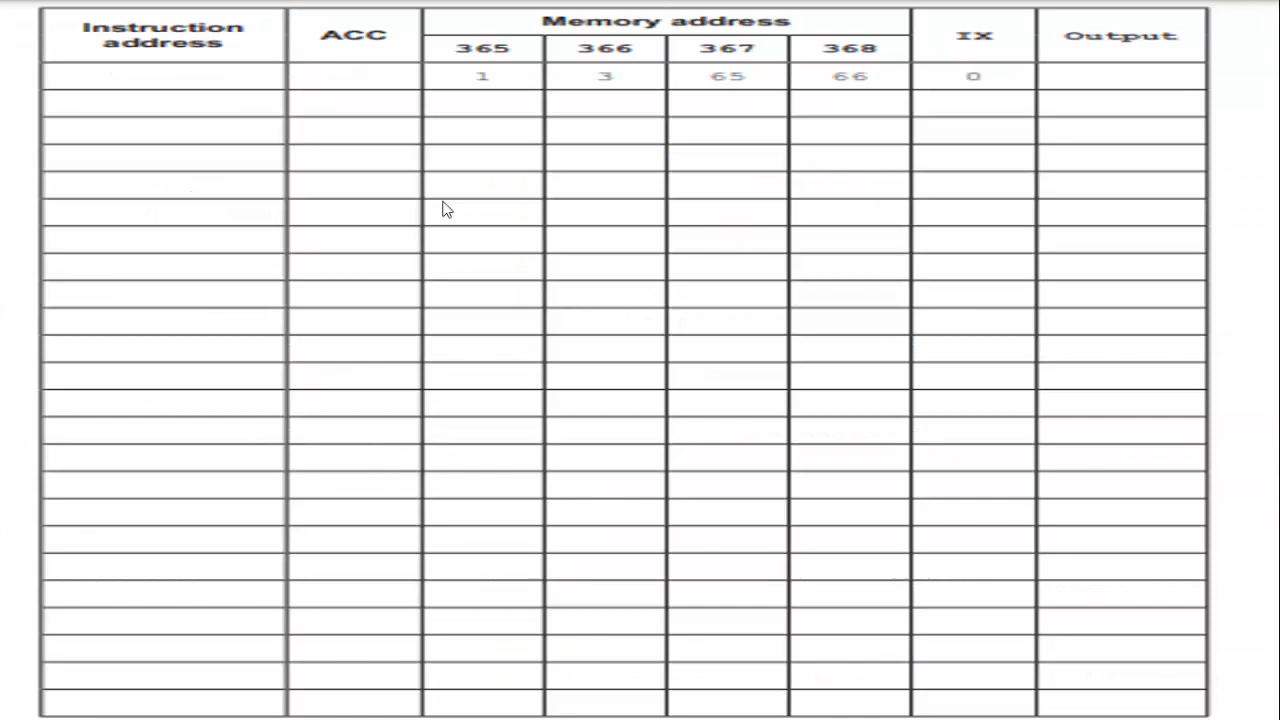 Instruction address ACC Memory address IX Output
365 366 367 368
1 3 65 66 0